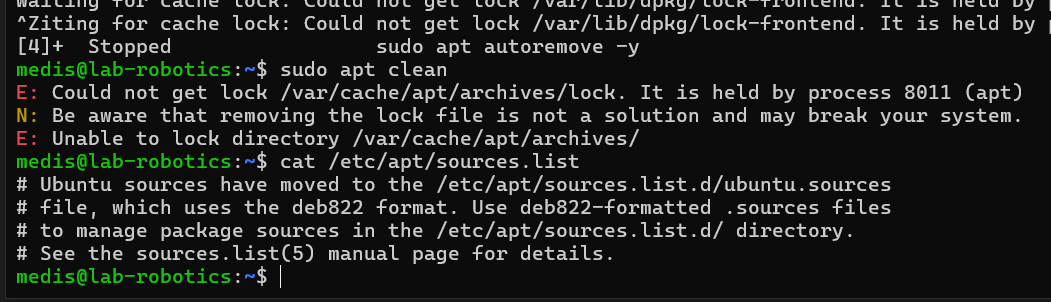 Waiting for cache lock: Could not get lock /var/lib/dpkg/lock-frontend. It is held by
^Ziting for cache lock: Could not get lock /var/lib/dpkg/lock-frontend. It is held by
[4]+  Stopped                 sudo apt autoremove -y
medis@lab-robotics:~$ sudo apt clean
E: Could not get lock /var/cache/apt/archives/lock. It is held by process 8011 (apt)
N: Be aware that removing the lock file is not a solution and may break your system.
E: Unable to lock directory /var/cache/apt/archives/
medis@lab-robotics:~$ cat /etc/apt/sources.list
# Ubuntu sources have moved to the /etc/apt/sources.list.d/ubuntu.sources
# file, which uses the deb822 format. Use deb822-formatted .sources files
# to manage package sources in the /etc/apt/sources.list.d/ directory.
# See the sources.list(5) manual page for details.
medis@lab-robotics:~$